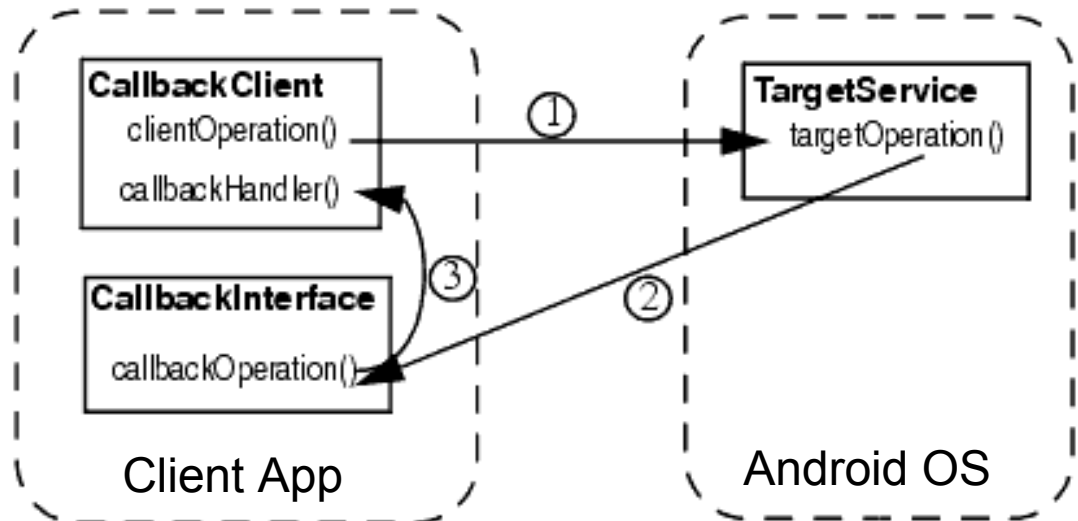 CallbackClient
clientOperation()
callbackHandler()
1
TargetService
targetOperation()
3
2
CallbackInterface
callbackOperation()
Client App
Android OS